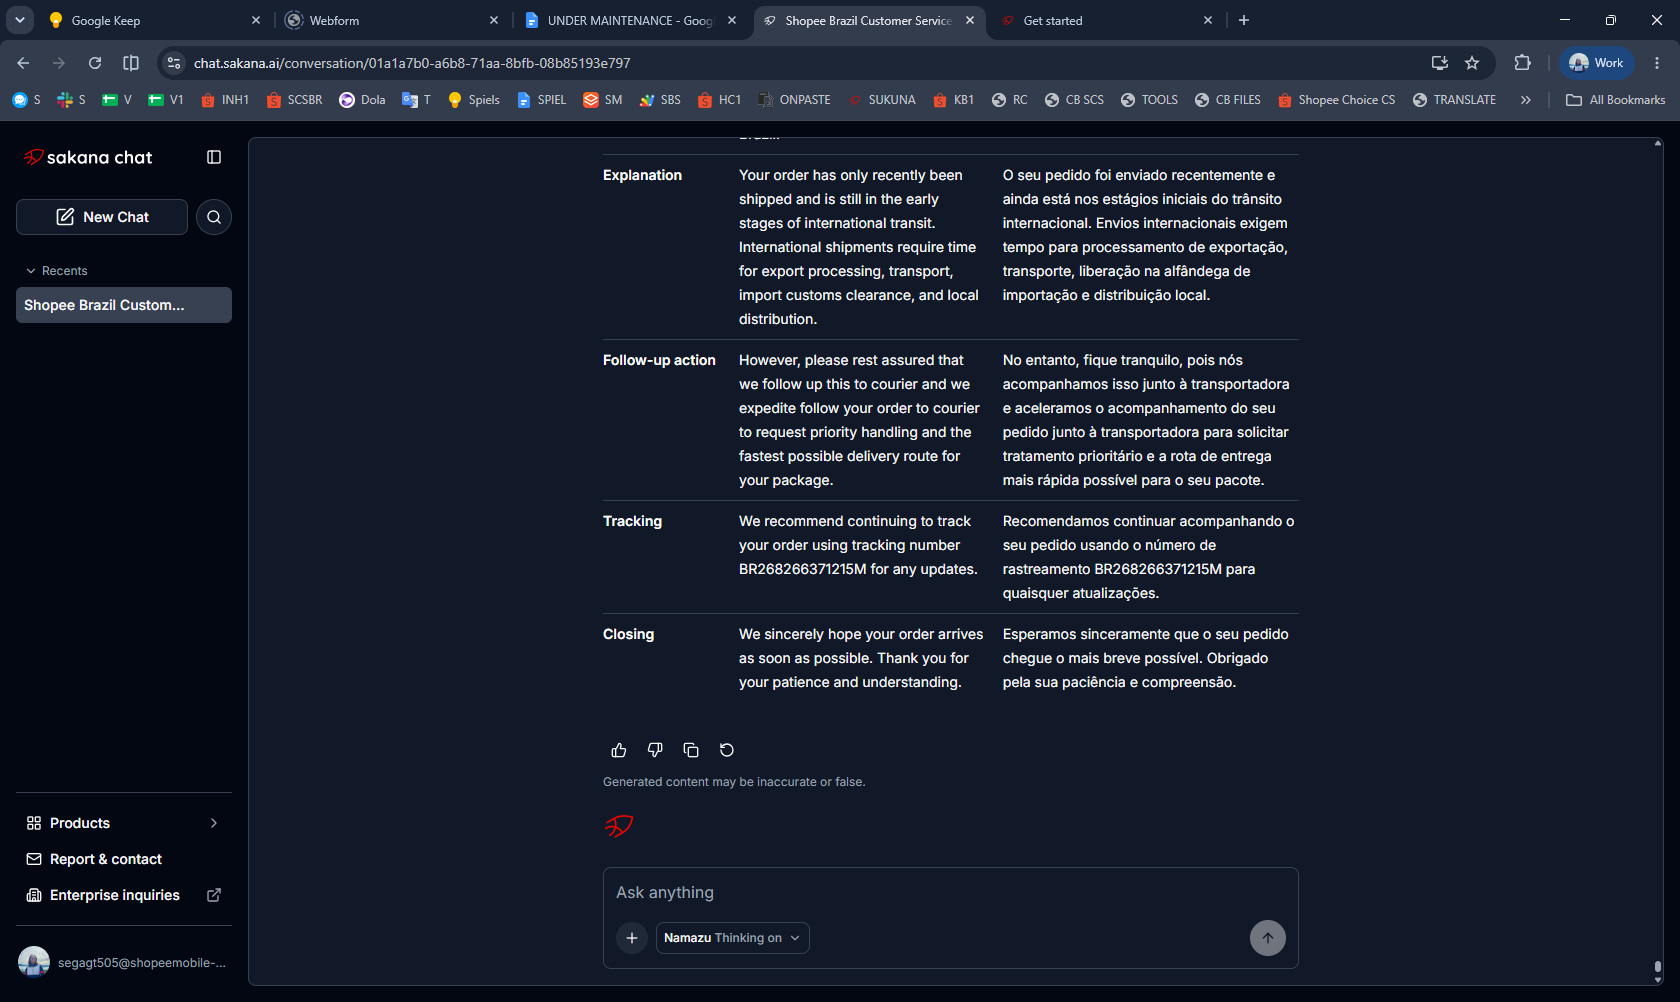 Google Keep
Webform
UNDER MAINTENANCE - Goog
Shopee Brazil Customer Service
Get started
chat.sakana.ai/conversation/01a1a7b0-a6b8-71aa-8bfb-08b85193e797
Work
S
S
V
V1
INH1
SCSBR
Dola
T
Spiels
SPIEL
SM
SBS
HC1
ONPASTE
SUKUNA
KB1
RC
CB SCS
TOOLS
CB FILES
Shopee Choice CS
TRANSLATE
All Bookmarks
sakana chat
New Chat
Recents
Shopee Brazil Custom...
Products
Report & contact
Enterprise inquiries
segagt505@shopeemobile-...
Explanation
Your order has only recently been
shipped and is still in the early
stages of international transit.
International shipments require time
for export processing, transport,
import customs clearance, and local
distribution.
O seu pedido foi enviado recentemente e
ainda está nos estágios iniciais do trânsito
internacional. Envios internacionais exigem
tempo para processamento de exportação,
transporte, liberação na alfândega de
importação e distribuição local.
Follow-up action
However, please rest assured that
we follow up this to courier and we
expedite follow your order to courier
to request priority handling and the
fastest possible delivery route for
your package.
No entanto, fique tranquilo, pois nós
acompanhamos isso junto à transportadora
e aceleramos o acompanhamento do seu
pedido junto à transportadora para solicitar
tratamento prioritário e a rota de entrega
mais rápida possível para o seu pacote.
Tracking
We recommend continuing to track
your order using tracking number
BR268266371215M for any updates.
Recomendamos continuar acompanhando o
seu pedido usando o número de
rastreamento BR268266371215M para
quaisquer atualizações.
Closing
We sincerely hope your order arrives
as soon as possible. Thank you for
your patience and understanding.
Esperamos sinceramente que o seu pedido
chegue o mais breve possível. Obrigado
pela sua paciência e compreensão.
Generated content may be inaccurate or false.
Ask anything
Namazu Thinking on